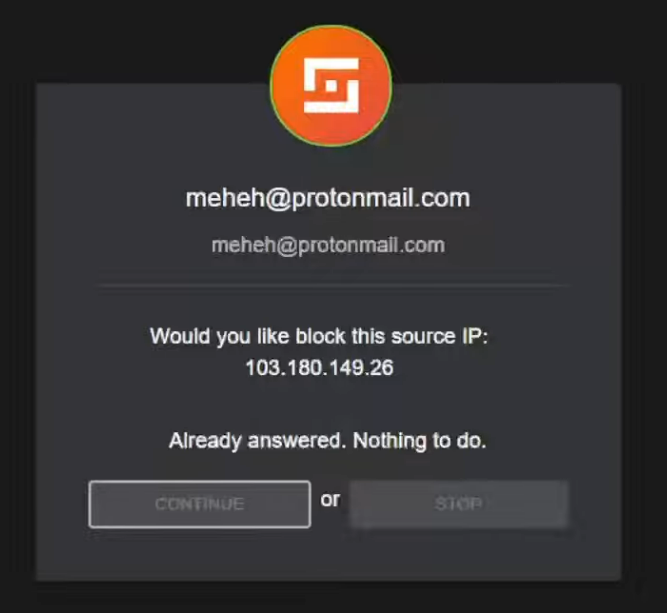 meheh@protonmail.com
meheh@protonmail.com
Would you like block this source IP:
103.180.149.26
Already answered. Nothing to do.
CONTINUE or STOP